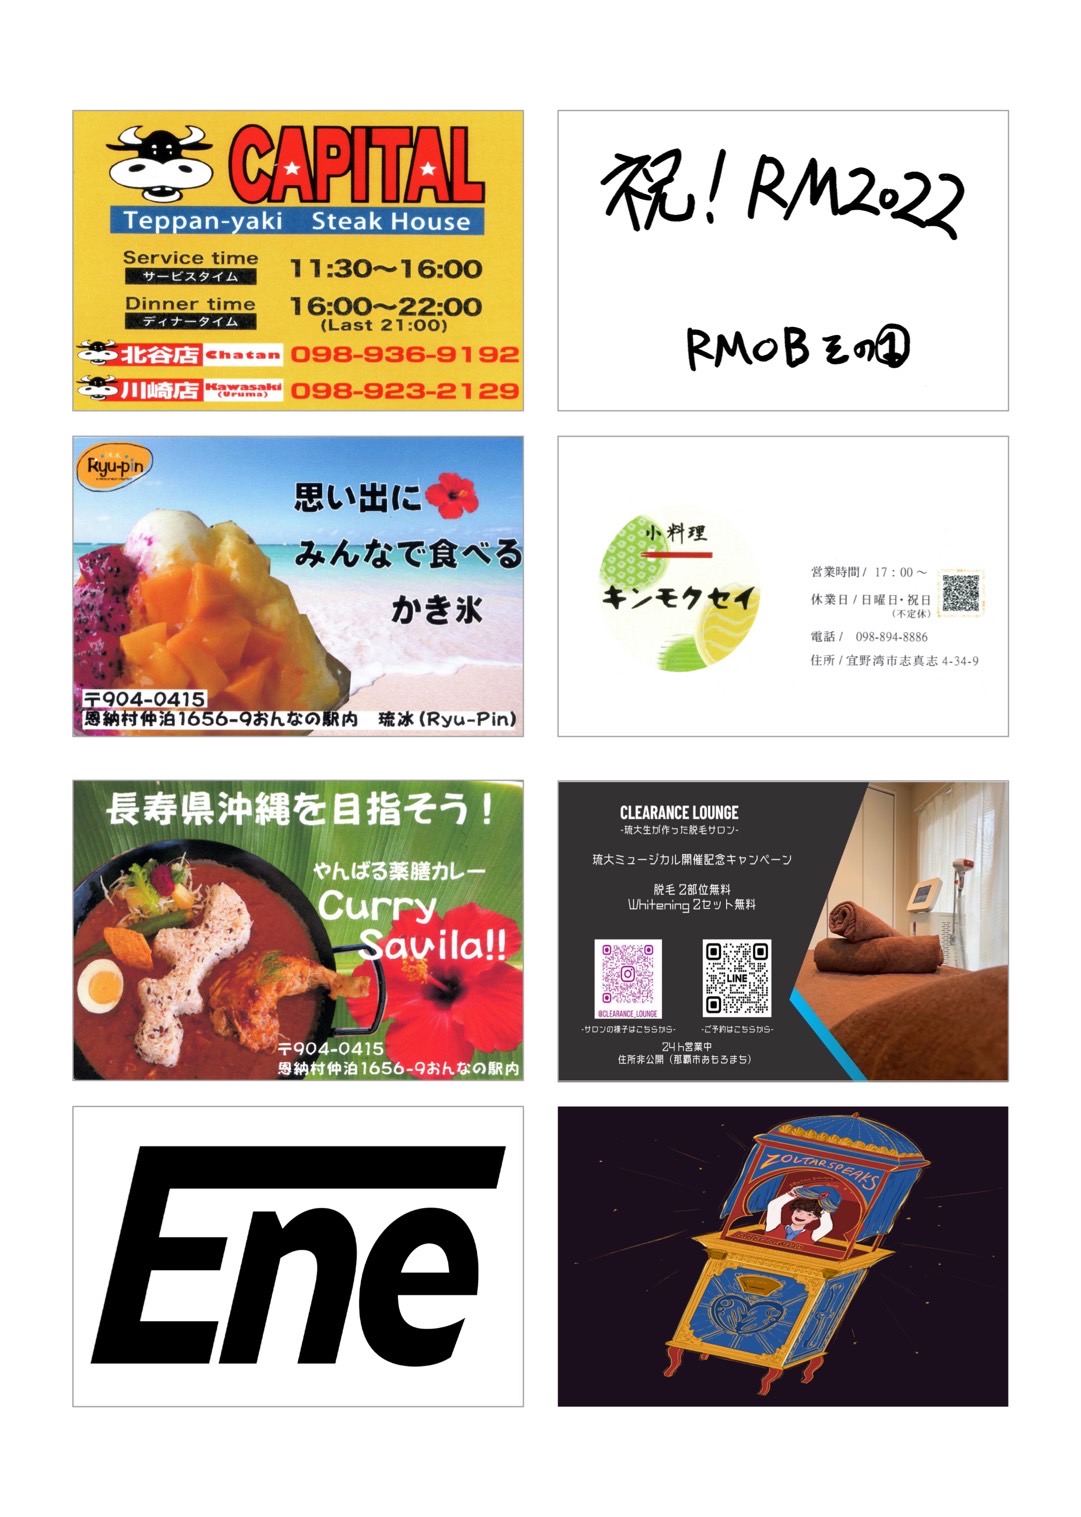 CAPITAL
Teppan-yaki Steak House
Service time
サービスタイム
11:30〜16:00
Dinner time
ディナータイム
16:00〜22:00
(Last 21:00)
北谷店 Chatan 098-936-9192
川崎店 Kawasaki (Uruma) 098-923-2129
祝! RM2022
RMOB その①
Ryu-pin
思い出に
みんなで食べる
かき氷
〒904-0415
恩納村仲泊1656-9おんなの駅内 琉冰(Ryu-Pin)
小料理
キンモクセイ
営業時間 / 17:00〜
休業日 / 日曜日・祝日
(不定休)
電話 / 098-894-8886
住所 / 宜野湾市志真志 4-34-9
長寿県沖縄を目指そう!
やんばる薬膳カレー
Curry
Savila!!
〒904-0415
恩納村仲泊1656-9おんなの駅内
CLEARANCE LOUNGE
-琉大生が作った脱毛サロン-
琉大ミュージカル開催記念キャンペーン
脱毛 2部位無料
Whitening 2セット無料
@CLEARANCE_LOUNGE
LINE
-サロンの様子はこちらから-
-ご予約はこちらから-
24h営業中
住所非公開(那覇市おもろまち)
Ene
ZOLTAR SPEAKS